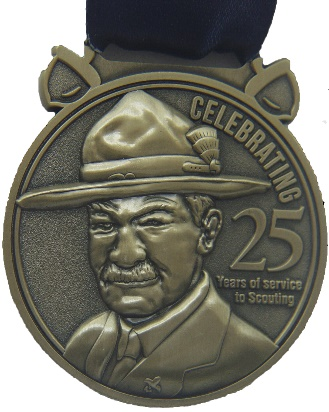 CELEBRATING
25
Years of service
to Scouting